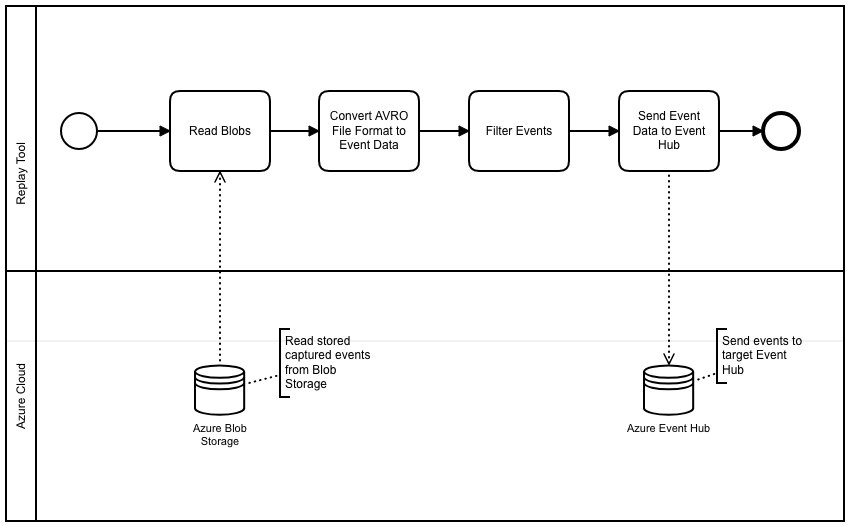 Replay Tool
Read Blobs
Convert AVRO
File Format to
Event Data
Filter Events
Send Event
Data to Event
Hub
Azure Cloud
Read stored
captured events
from Blob
Storage
Azure Blob
Storage
Send events to
target Event
Hub
Azure Event Hub